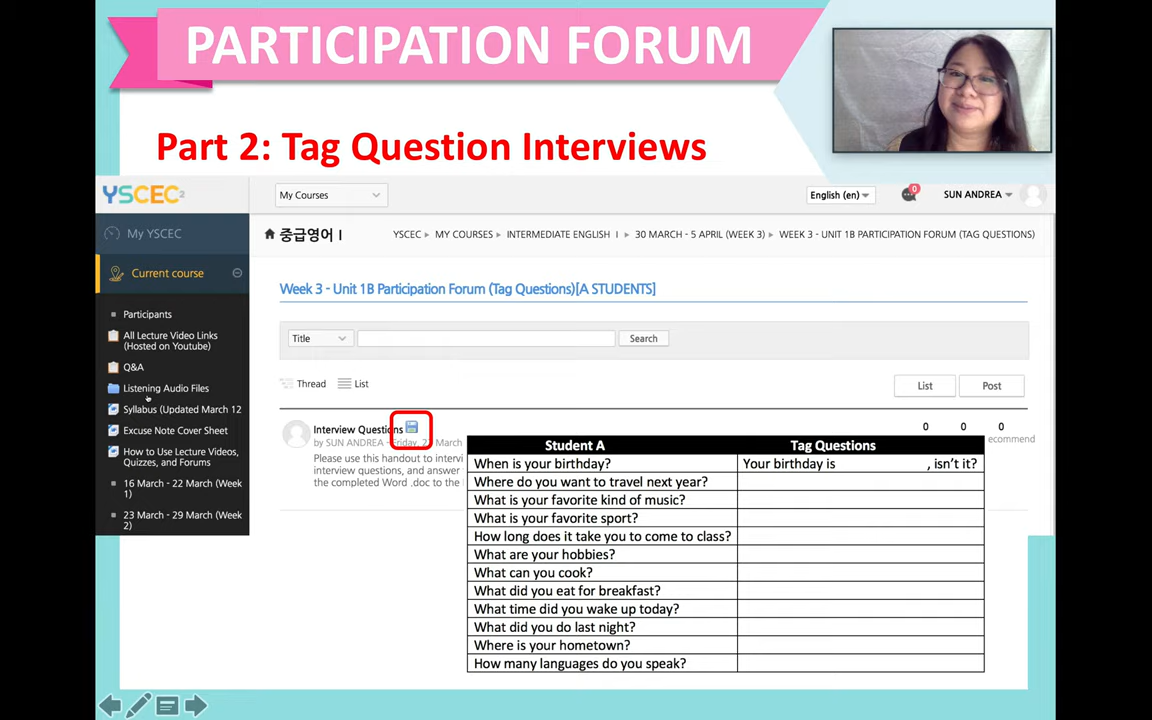 PARTICIPATION FORUM
Part 2: Tag Question Interviews
YSCEC2
My Courses
English (en)
0
SUN ANDREA
My YSCEC
중급영어 I
YSCEC ▸ MY COURSES ▸ INTERMEDIATE ENGLISH I ▸ 30 MARCH - 5 APRIL (WEEK 3) ▸ WEEK 3 - UNIT 1B PARTICIPATION FORUM (TAG QUESTIONS)
Current course
Week 3 - Unit 1B Participation Forum (Tag Questions)[A STUDENTS]
Participants
All Lecture Video Links
(Hosted on Youtube)
Q&A
Listening Audio Files
Syllabus (Updated March 12
Excuse Note Cover Sheet
How to Use Lecture Videos,
Quizzes, and Forums
16 March - 22 March (Week
1)
23 March - 29 March (Week
2)
Title
Search
Thread
List
List
Post
Interview Questions
by SUN ANDREA - Friday, 27 March
0 0 0
ecommend
Please use this handout to intervi
interview questions, and answer
the completed Word .doc to the
Student A Tag Questions
When is your birthday? Your birthday is , isn't it?
Where do you want to travel next year?
What is your favorite kind of music?
What is your favorite sport?
How long does it take you to come to class?
What are your hobbies?
What can you cook?
What did you eat for breakfast?
What time did you wake up today?
What did you do last night?
Where is your hometown?
How many languages do you speak?